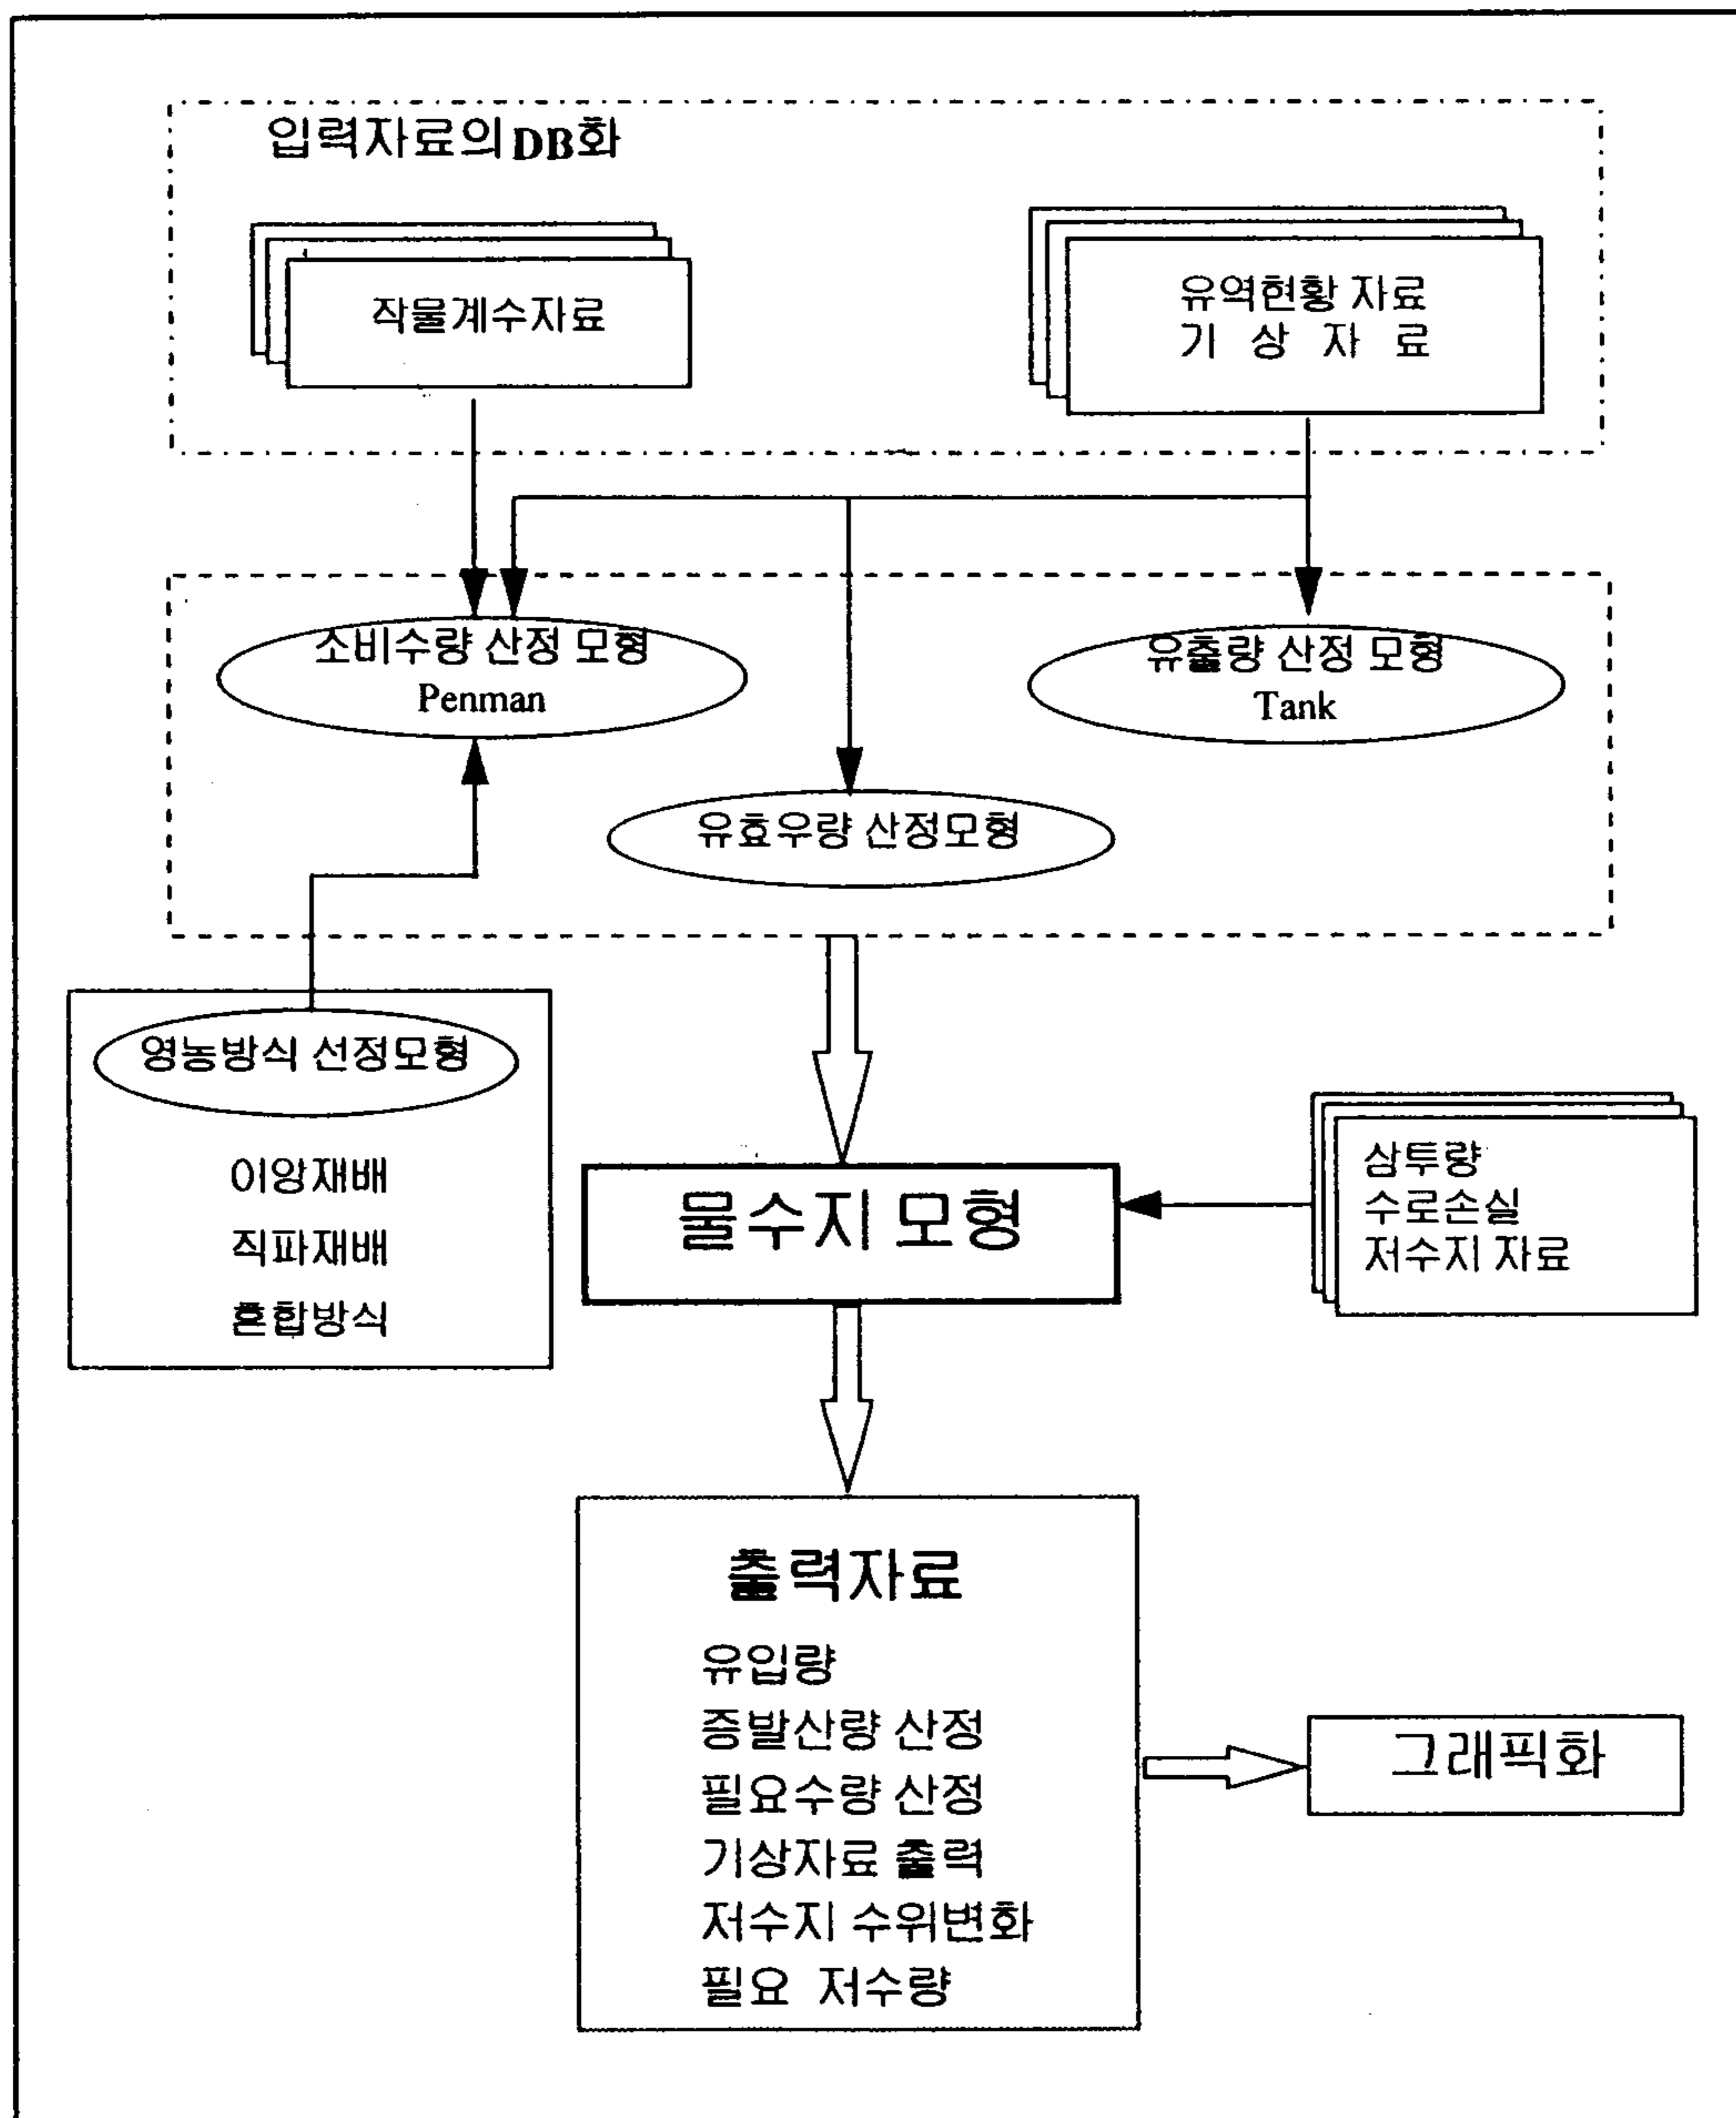 입력자료의DB화
작물계수자료
유역현황 자료
기 상 자 료
소비수량 산정 모형
Penman
유출량 산정 모형
Tank
유효우량 산정모형
영농방식 선정모형
이앙재배
직파재배
혼합방식
물수지 모형
삼투량
수로손실
저수지 자료
출력자료
유입량
증발산량 산정
필요수량 산정
기상자료 출력
저수지 수위변화
필요 저수량
그래픽화